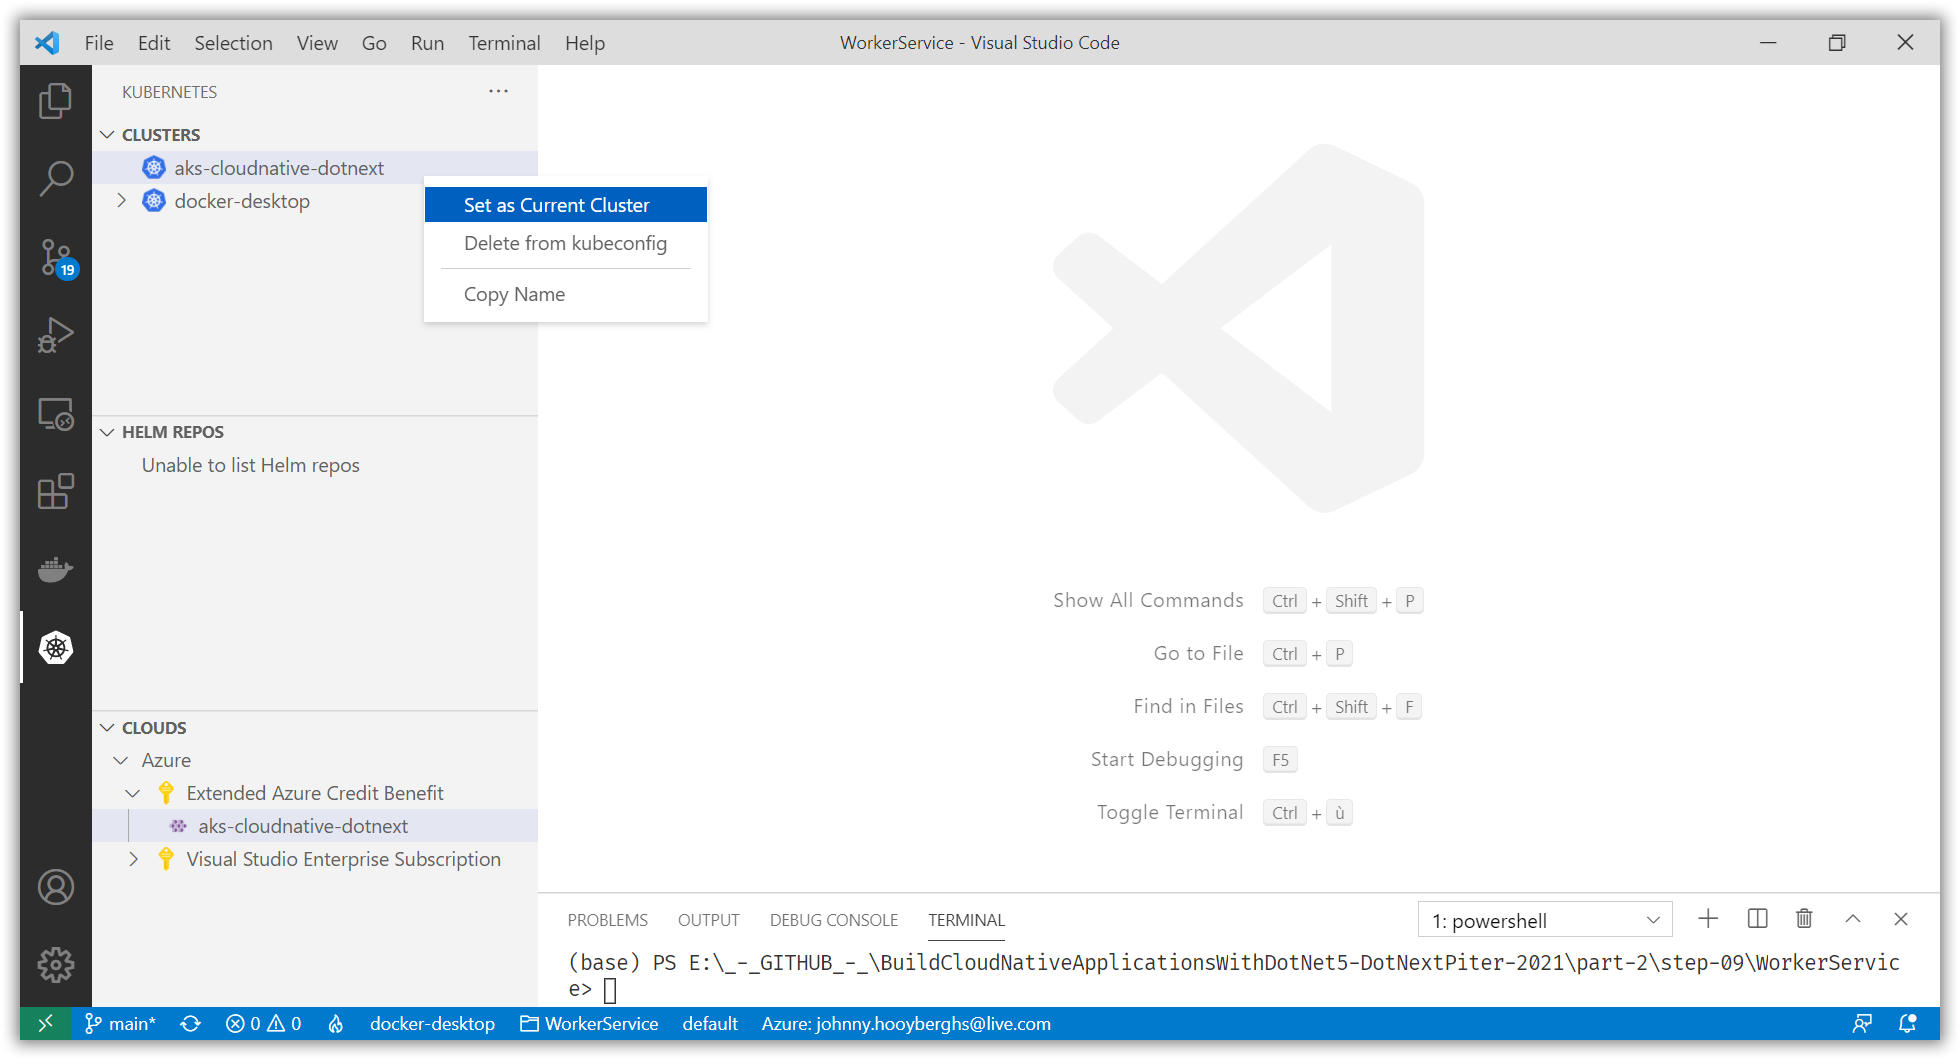 File Edit Selection View Go Run Terminal Help
WorkerService - Visual Studio Code
KUBERNETES
CLUSTERS
aks-cloudnative-dotnext
docker-desktop
Set as Current Cluster
Delete from kubeconfig
Copy Name
19
HELM REPOS
Unable to list Helm repos
CLOUDS
Azure
Extended Azure Credit Benefit
aks-cloudnative-dotnext
Visual Studio Enterprise Subscription
Show All Commands Ctrl + Shift + P
Go to File Ctrl + P
Find in Files Ctrl + Shift + F
Start Debugging F5
Toggle Terminal Ctrl + ù
PROBLEMS OUTPUT DEBUG CONSOLE TERMINAL
1: powershell
(base) PS E:\_-_GITHUB_-_\BuildCloudNativeApplicationsWithDotNet5-DotNextPiter-2021\part-2\step-09\WorkerServic
e>
main* 0 0 docker-desktop WorkerService default Azure: johnny.hooyberghs@live.com